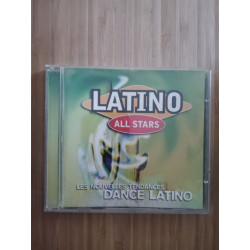 LATINO
ALL STARS
LES NOUVELLES TENDANCES
DANCE LATINO